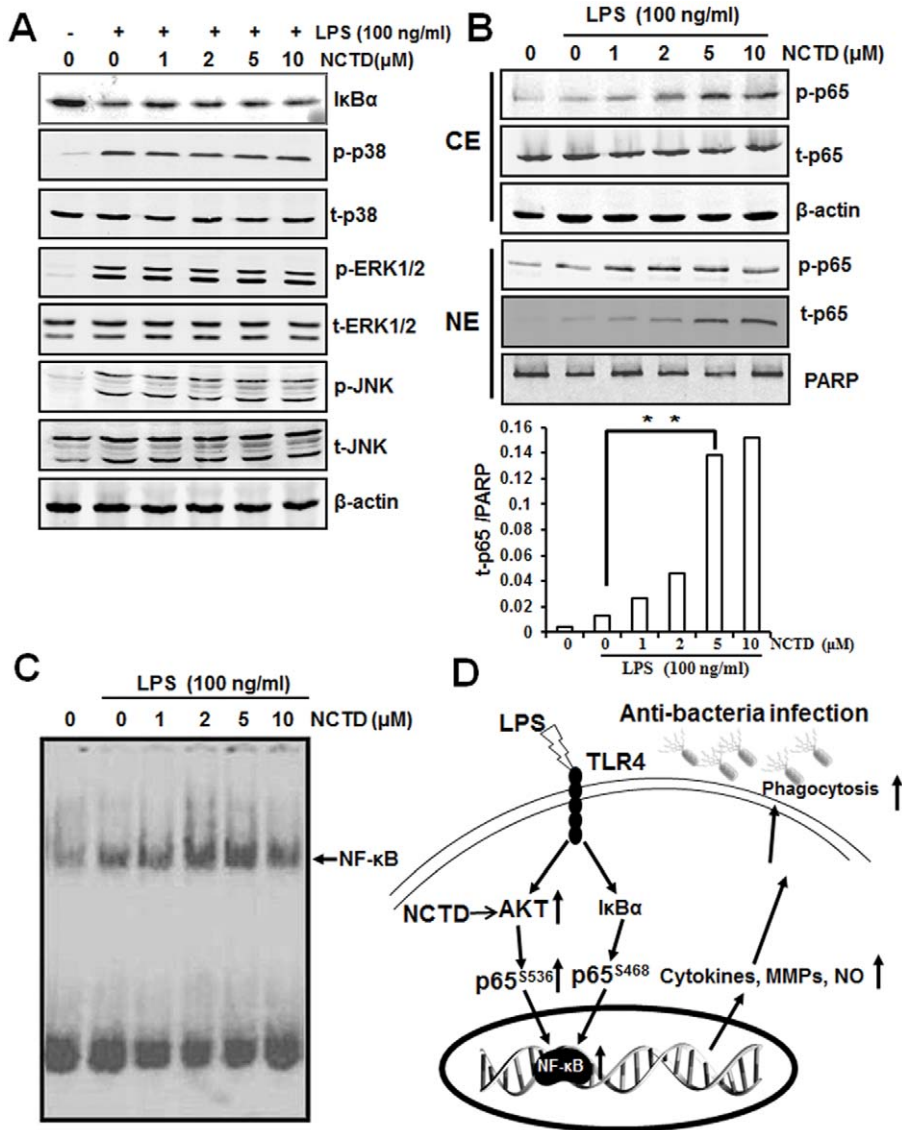 A
- + + + + + LPS (100 ng/ml)
0 0 1 2 5 10 NCTD(μM)
IκBα
p-p38
t-p38
p-ERK1/2
t-ERK1/2
p-JNK
t-JNK
β-actin
B
LPS (100 ng/ml)
0 0 1 2 5 10 NCTD (μM)
CE
p-p65
t-p65
β-actin
NE
p-p65
t-p65
PARP
* *
t-p65 /PARP
0.16
0.14
0.12
0.1
0.08
0.06
0.04
0.02
0
0 0 1 2 5 10 NCTD (μM)
LPS (100 ng/ml)
C
LPS (100 ng/ml)
0 0 1 2 5 10 NCTD (μM)
NF-κB
D
LPS
TLR4
Anti-bacteria infection
Phagocytosis
NCTD AKT IκBα
p65S536 p65S468 Cytokines, MMPs, NO
NF-κB